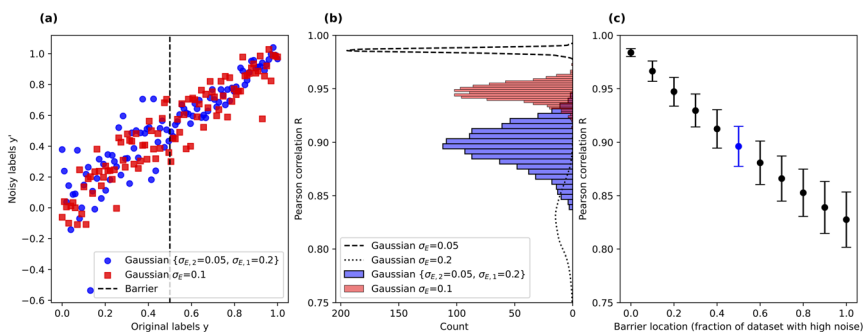 (a)
1.0
0.8
0.6
0.4
0.2
0.0
−0.2
−0.4
−0.6
Noisy labels y'
Gaussian {σE,2=0.05, σE,1=0.2}
Gaussian σE=0.1
Barrier
0.0 0.2 0.4 0.6 0.8 1.0
Original labels y
(b)
1.00
0.95
0.90
0.85
0.80
0.75
Pearson correlation R
Gaussian σE=0.05
Gaussian σE=0.2
Gaussian {σE,2=0.05, σE,1=0.2}
Gaussian σE=0.1
200 150 100 50 0
Count
(c)
1.00
0.95
0.90
0.85
0.80
0.75
Pearson correlation R
0.0 0.2 0.4 0.6 0.8 1.0
Barrier location (fraction of dataset with high noise)